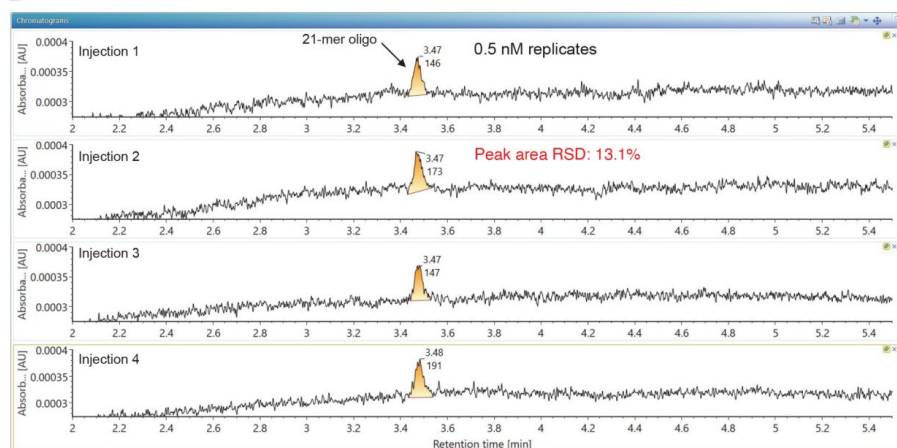 Chromatograms
0.0004
0.00035
0.0003
Absorba... [AU]
Injection 1
21-mer oligo
3.47
146
0.5 nM replicates
2 2.2 2.4 2.6 2.8 3 3.2 3.4 3.6 3.8 4 4.2 4.4 4.6 4.8 5 5.2 5.4
0.0004
0.00035
0.0003
Absorba... [AU]
Injection 2
3.47
173
Peak area RSD: 13.1%
2 2.2 2.4 2.6 2.8 3 3.2 3.4 3.6 3.8 4 4.2 4.4 4.6 4.8 5 5.2 5.4
0.0004
0.00035
0.0003
Absorba... [AU]
Injection 3
3.47
147
2 2.2 2.4 2.6 2.8 3 3.2 3.4 3.6 3.8 4 4.2 4.4 4.6 4.8 5 5.2 5.4
0.0004
0.00035
0.0003
Absorb... [AU]
Injection 4
3.48
191
2 2.2 2.4 2.6 2.8 3 3.2 3.4 3.6 3.8 4 4.2 4.4 4.6 4.8 5 5.2 5.4
Retention time [min]